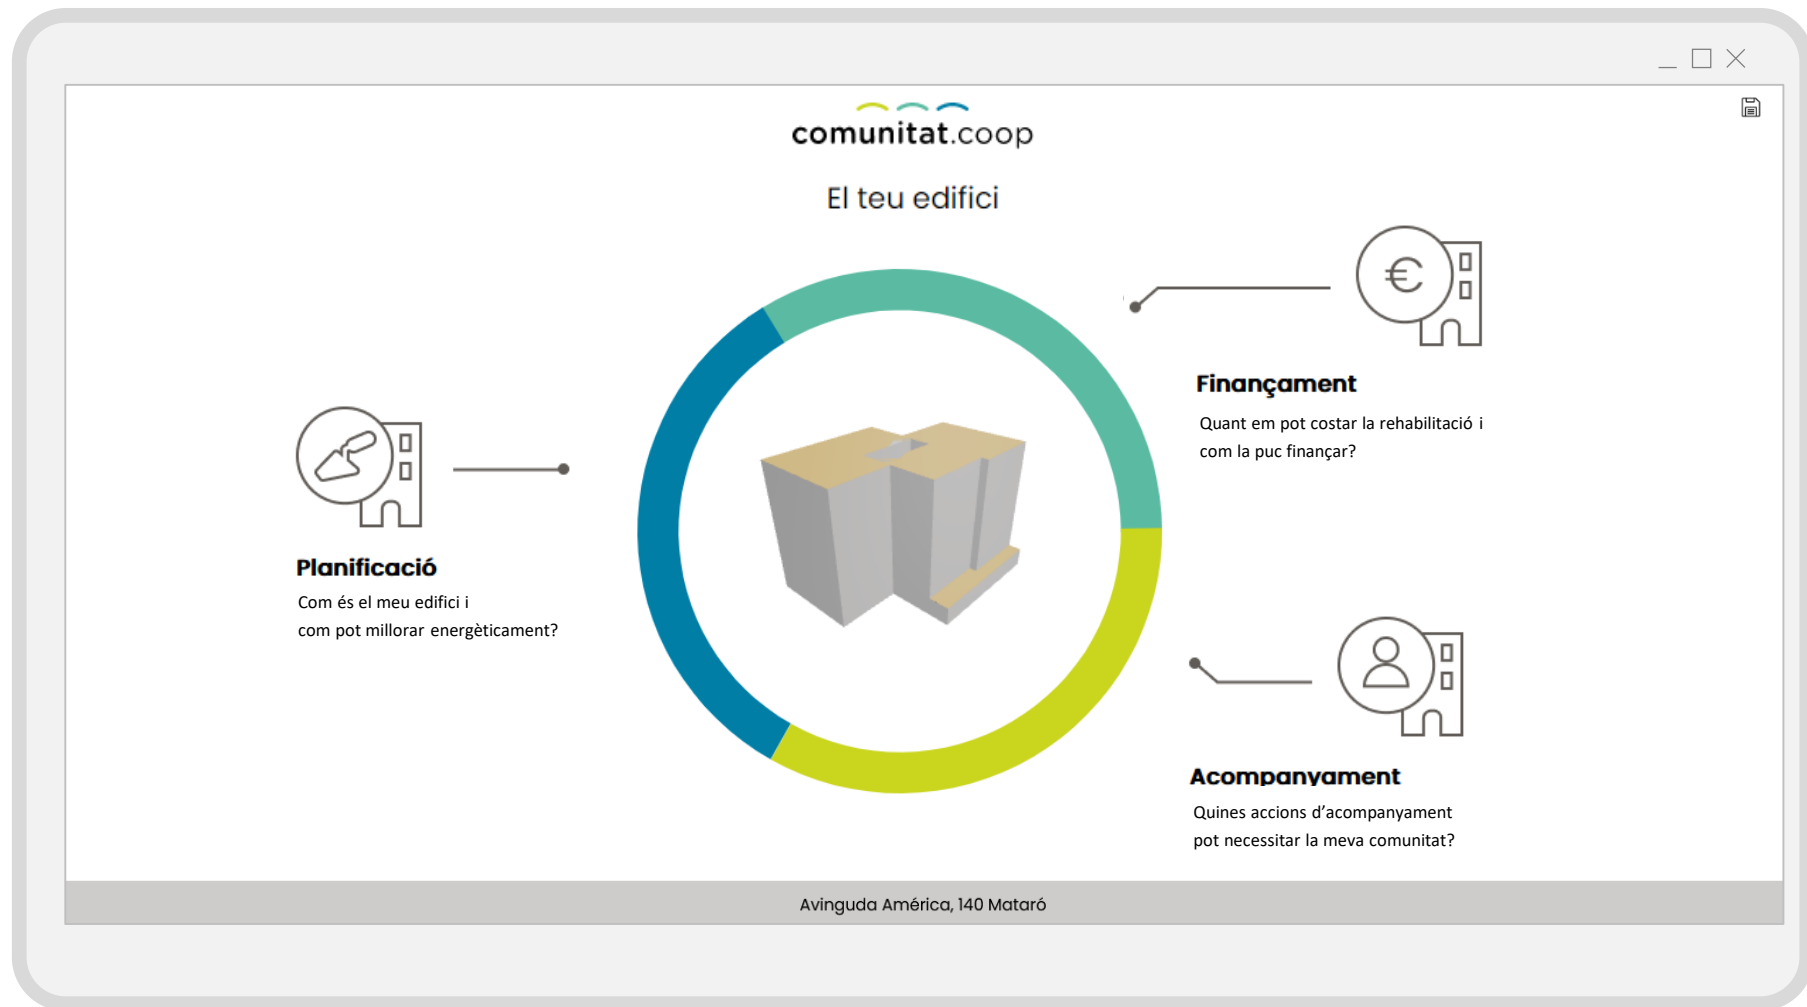 comunitat.coop
El teu edifici
€
Finançament
Quant em pot costar la rehabilitació i
com la puc finançar?
Planificació
Com és el meu edifici i
com pot millorar energèticament?
Acompanyament
Quines accions d’acompanyament
pot necessitar la meva comunitat?
Avinguda América, 140 Mataró